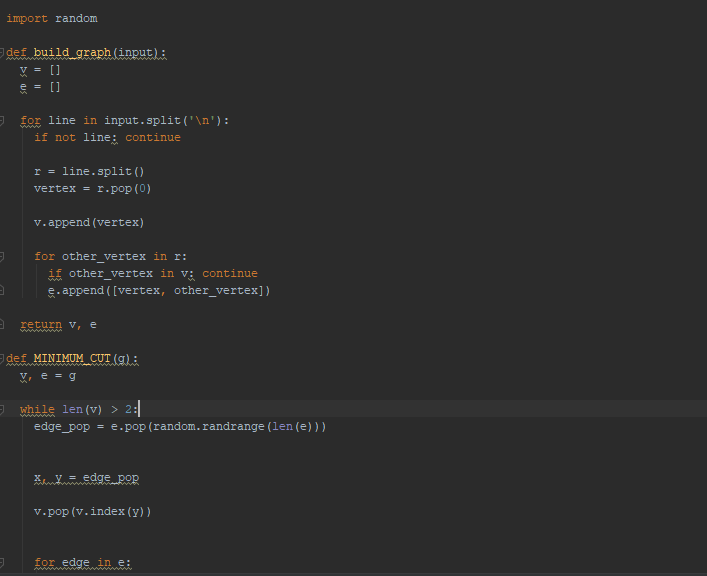 import random
def build_graph(input):
v = []
e = []
for line in input.split('\n'):
if not line: continue
r = line.split()
vertex = r.pop(0)
v.append(vertex)
for other_vertex in r:
if other_vertex in v: continue
e.append([vertex, other_vertex])
return v, e
def MINIMUM_CUT(g):
v, e = g
while len(v) > 2:
edge_pop = e.pop(random.randrange(len(e)))
x, y = edge_pop
v.pop(v.index(y))
for edge in e: